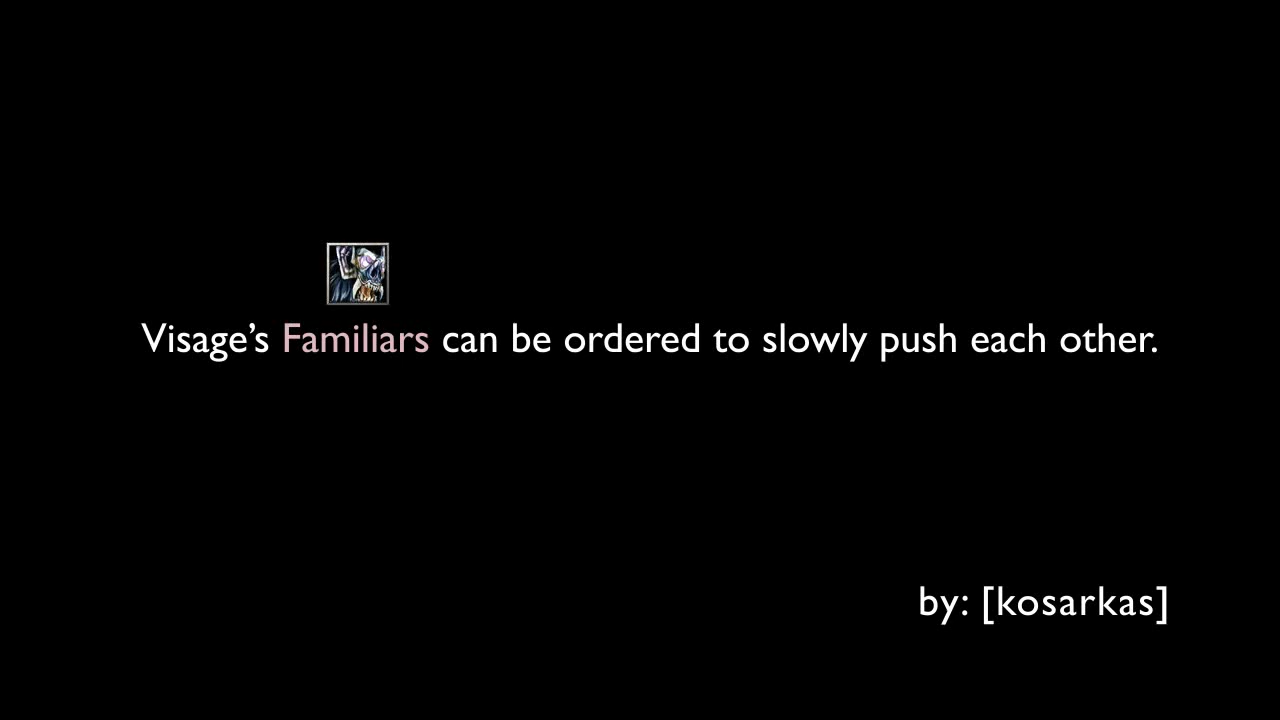 Visage’s Familiars can be ordered to slowly push each other.
by: [kosarkas]